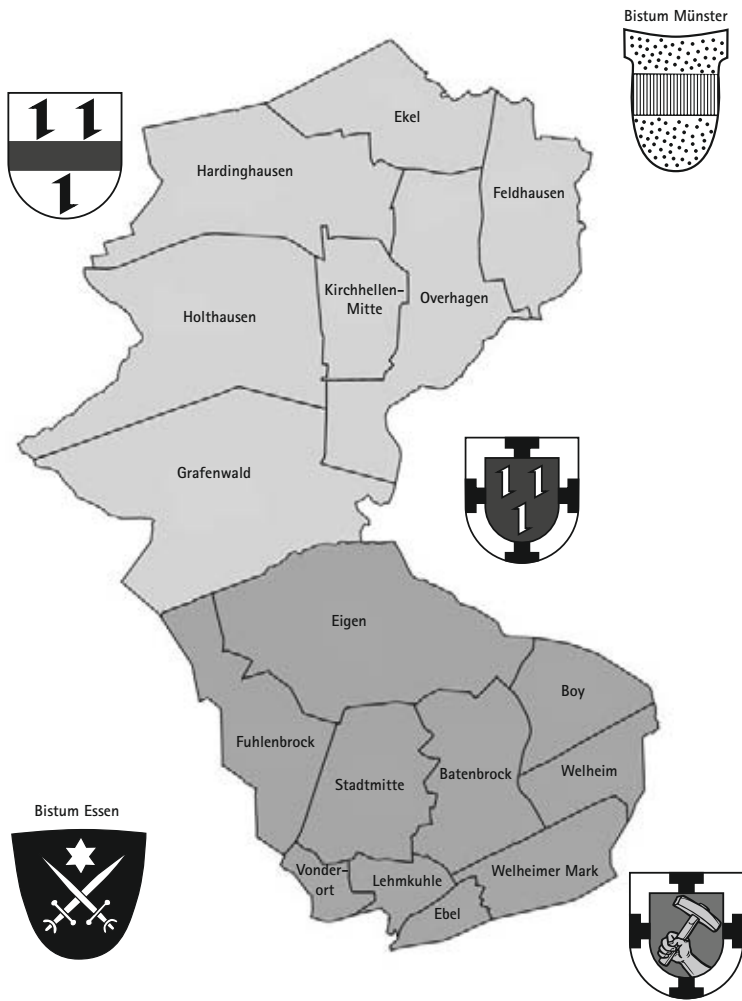 Bistum Münster
Ekel
Hardinghausen
Feldhausen
Kirchhellen-
Mitte
Overhagen
Holthausen
Grafenwald
Eigen
Boy
Fuhlenbrock
Welheim
Batenbrock
Stadtmitte
Bistum Essen
Vonder-
ort
Lehmkuhle
Welheimer Mark
Ebel